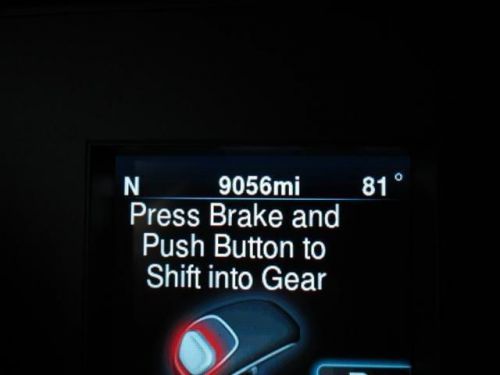 N 9056mi 81°
Press Brake and
Push Button to
Shift into Gear